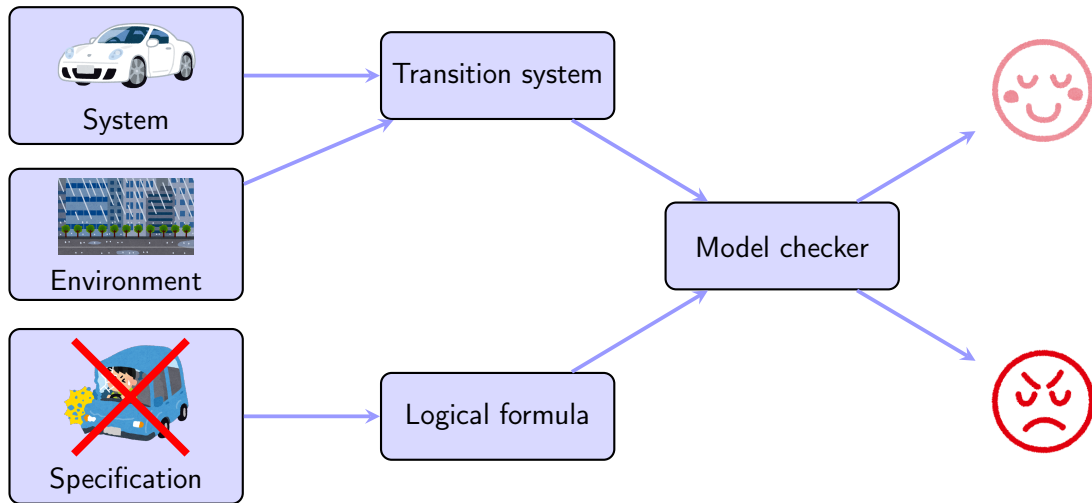 System
Transition system
Environment
Model checker
Specification
Logical formula